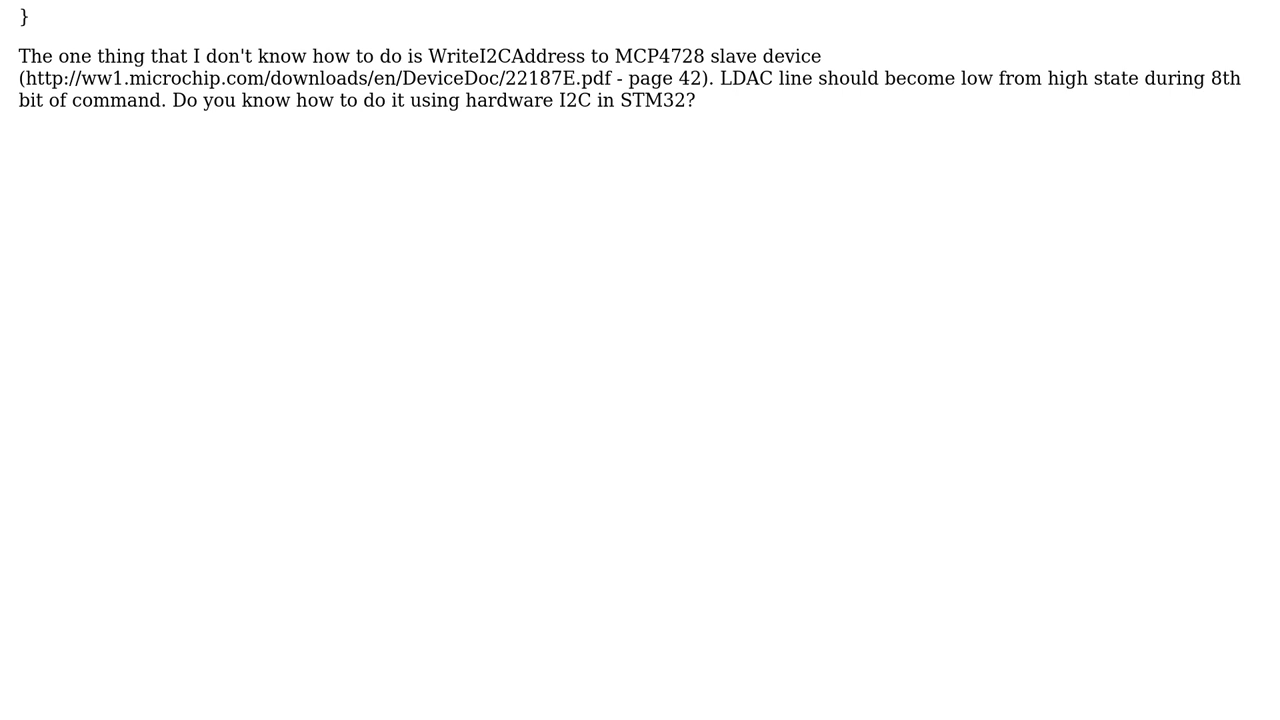 }
The one thing that I don't know how to do is WriteI2CAddress to MCP4728 slave device
(http://ww1.microchip.com/downloads/en/DeviceDoc/22187E.pdf - page 42). LDAC line should become low from high state during 8th
bit of command. Do you know how to do it using hardware I2C in STM32?